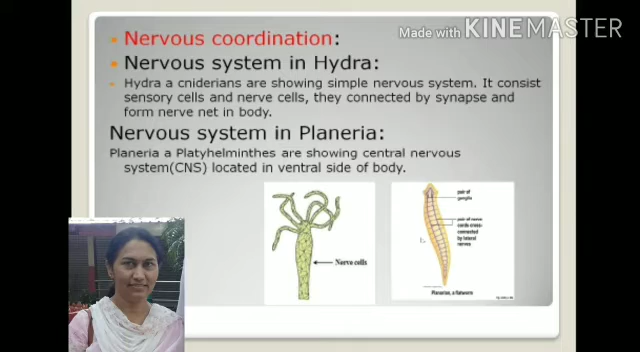 Made with KINEMASTER
Nervous coordination:
Nervous system in Hydra:
Hydra a cniderians are showing simple nervous system. It consist
sensory cells and nerve cells, they connected by synapse and
form nerve net in body.
Nervous system in Planeria:
Planeria a Platyhelminthes are showing central nervous
system(CNS) located in ventral side of body.
Nerve cells
pair of
ganglia
pair of nerve
cords cross-
connected
by lateral
nerves
Planarian, a flatworm